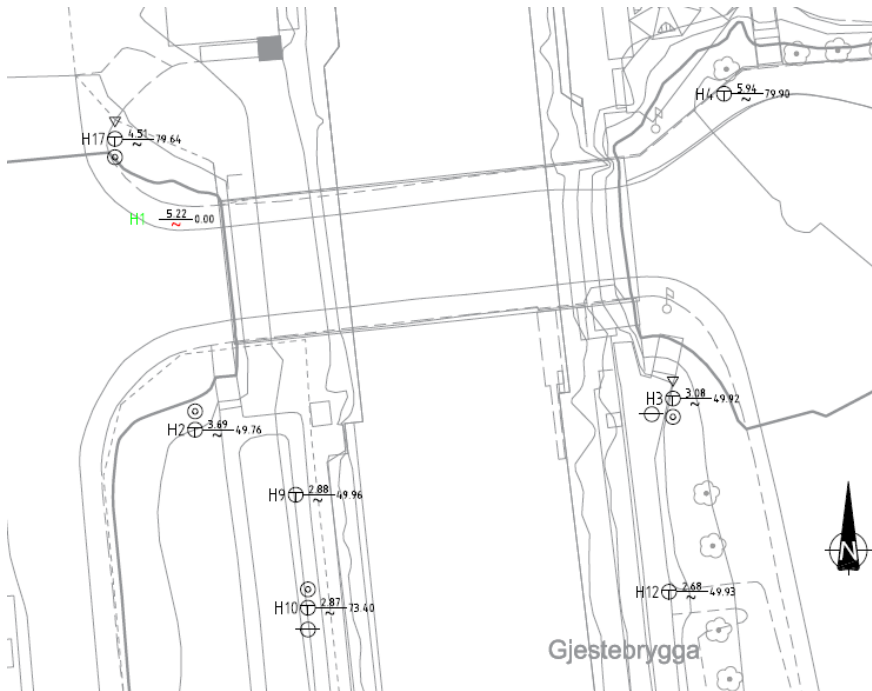 H4 5.94 ~ 79.90
H17 4.51 ~ 79.64
H1 5.22 ~ 0.00
H3 3.08 ~ 49.92
H2 3.69 ~ 49.76
H9 2.88 ~ 49.96
N
H12 2.68 ~ 49.93
H10 2.87 ~ 73.40
Gjestebrygga